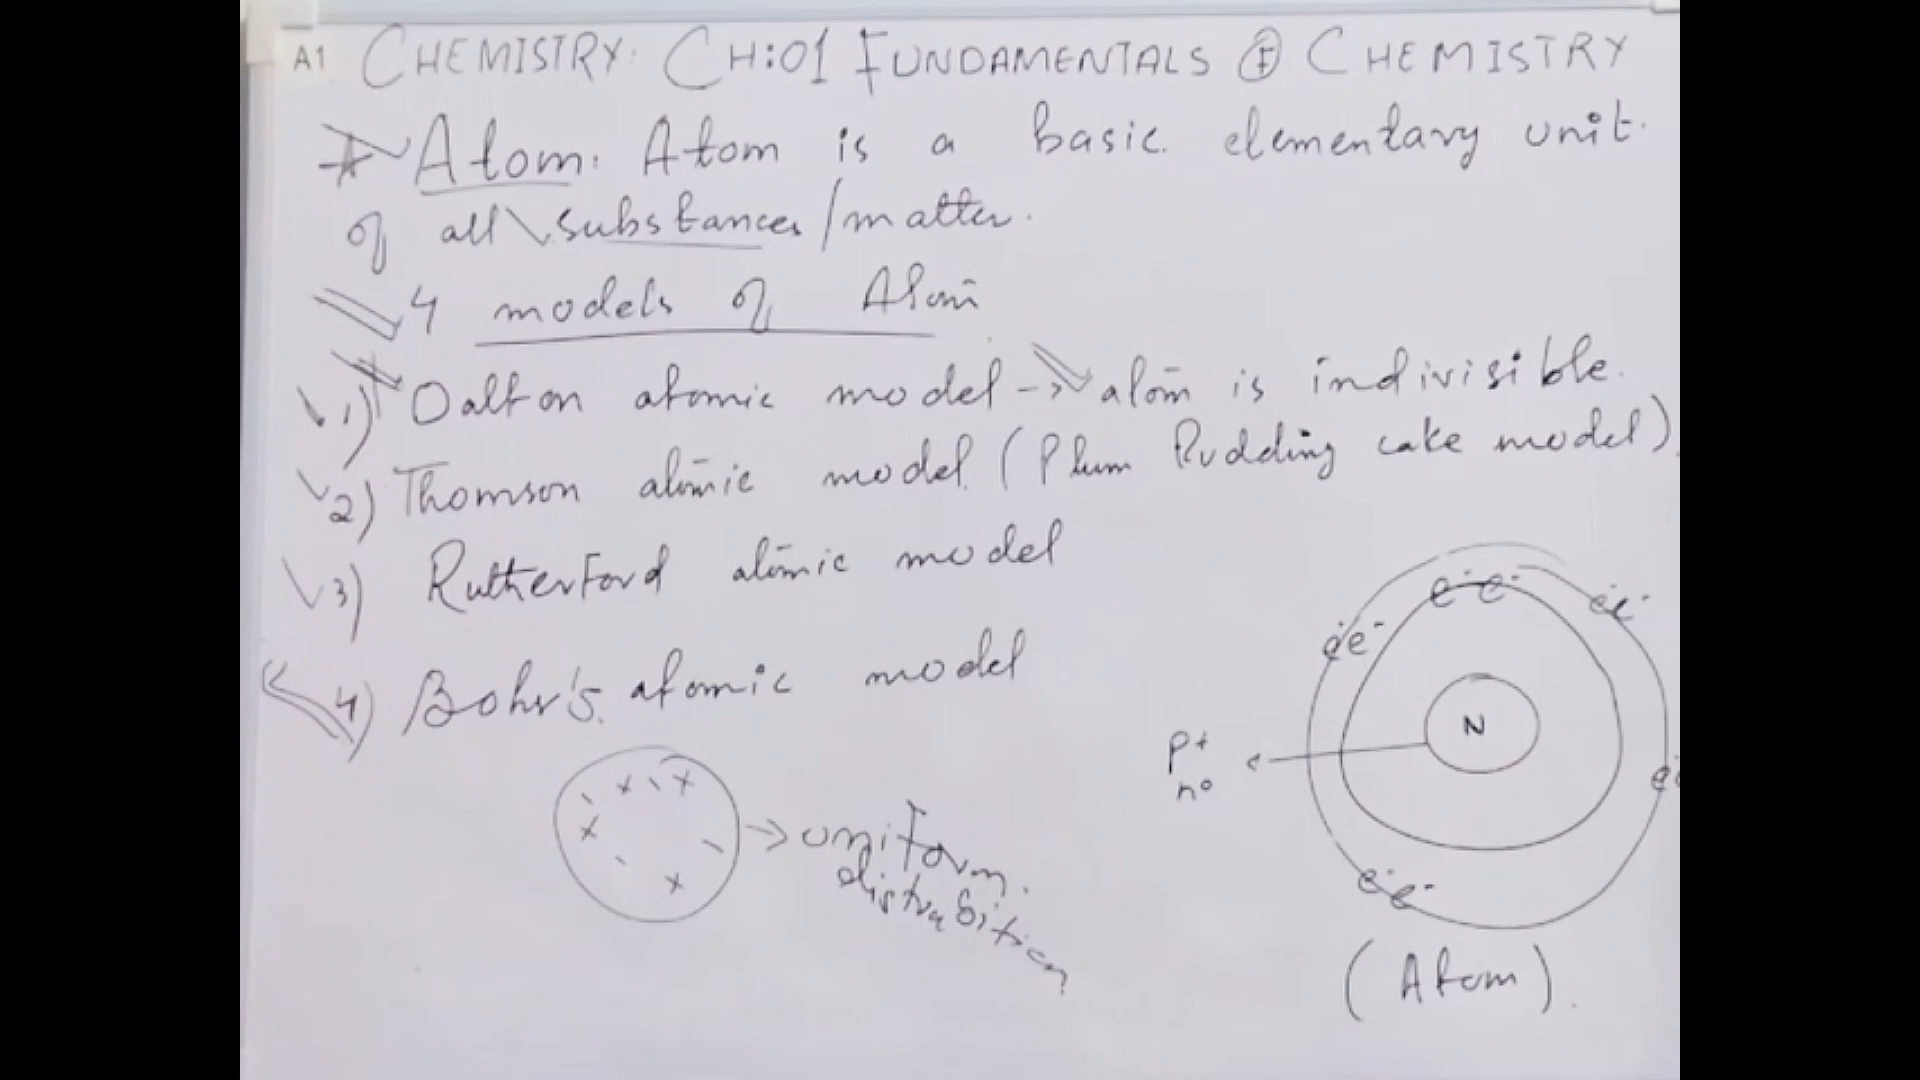 A1 CHEMISTRY: CH:01 FUNDAMENTALS OF CHEMISTRY
Atom: Atom is a basic elementary unit
of all substances/matter.
4 models of Atom
1) Dalton atomic model -> atom is indivisible.
2) Thomson atomic model (Plum Pudding cake model)
3) Rutherford atomic model
4) Bohr's atomic model
e- e-
e e-
e e-
N
P+
n°
e
e- e-
x - x
x
-
x
-> uniform
distrubition
(Atom).